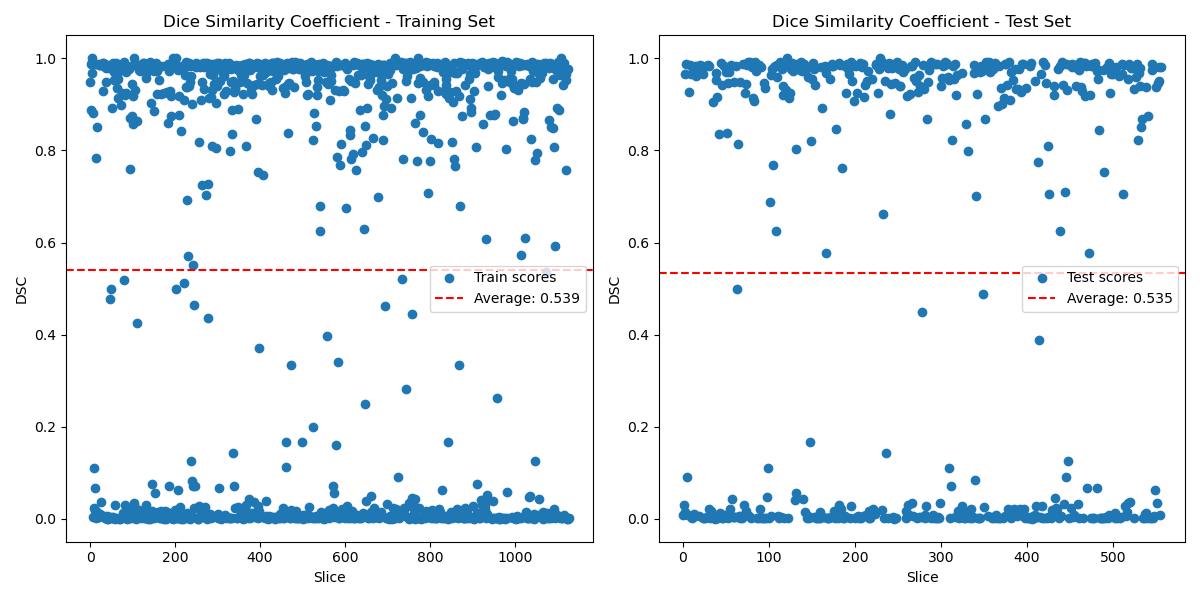 Dice Similarity Coefficient - Training Set
1.0
0.8
0.6
0.4
0.2
0.0
DSC
Train scores
Average: 0.539
0 200 400 600 800 1000
Slice
Dice Similarity Coefficient - Test Set
1.0
0.8
0.6
0.4
0.2
0.0
DSC
Test scores
Average: 0.535
0 100 200 300 400 500
Slice